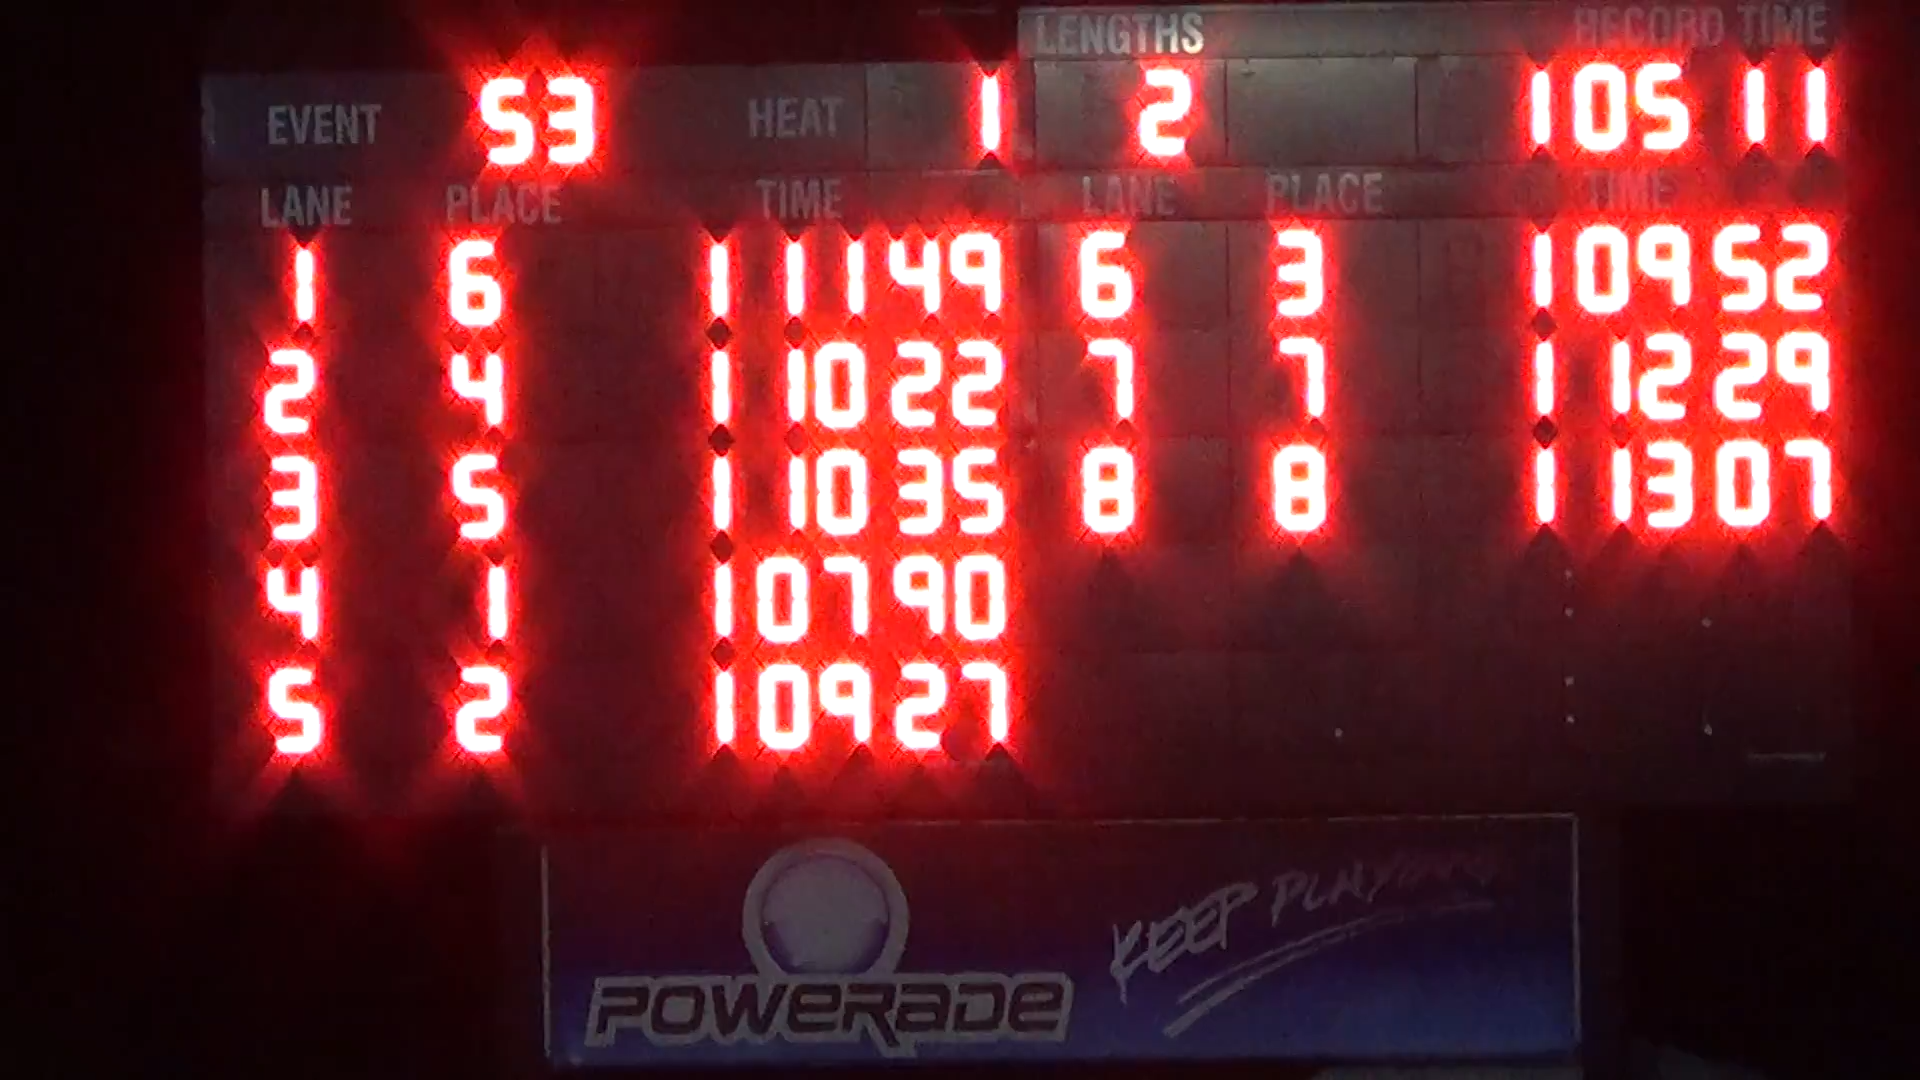 LENGTHS RECORD TIME
EVENT 53 HEAT 1 2 1 05 11
LANE PLACE TIME LANE PLACE TIME
1 6 1 11 49 6 3 1 09 52
2 4 1 10 22 7 7 1 12 29
3 5 1 10 35 8 8 1 13 07
4 1 1 07 90
5 2 1 09 27
POWERADE
KEEP PLAYING